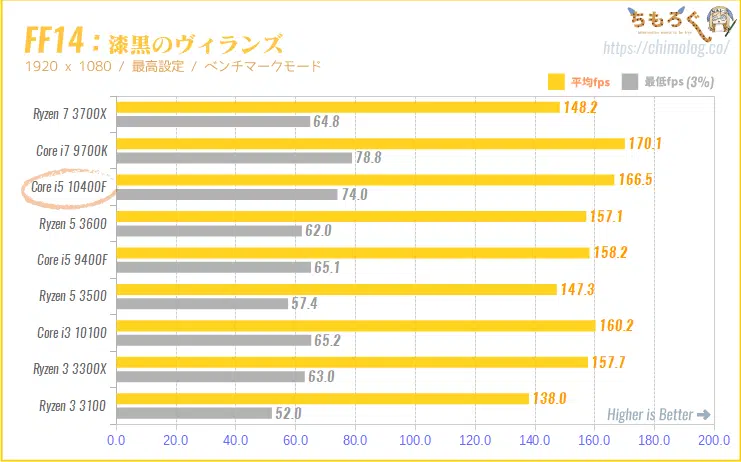 FF14：漆黒のヴィランズ
ちもろぐ
https://chimolog.co/
1920 x 1080 / 最高設定 / ベンチマークモード
平均fps 最低fps (3%)
Ryzen 7 3700X 148.2
64.8
Core i7 9700K 170.1
78.8
Core i5 10400F 166.5
74.0
Ryzen 5 3600 157.1
62.0
Core i5 9400F 158.2
65.1
Ryzen 5 3500 147.3
57.4
Core i3 10100 160.2
65.2
Ryzen 3 3300X 157.7
63.0
Ryzen 3 3100 138.0
52.0
Higher is Better
0.0 20.0 40.0 60.0 80.0 100.0 120.0 140.0 160.0 180.0 200.0